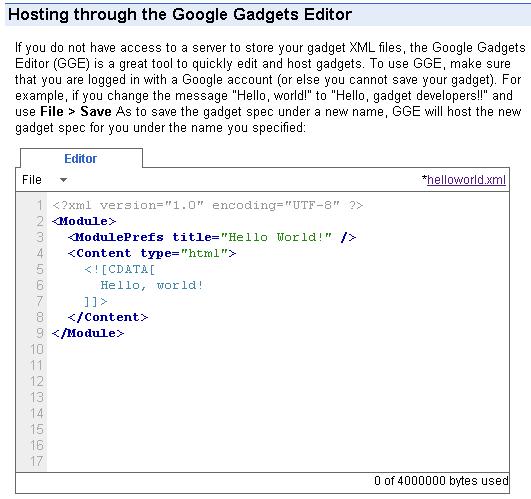 Hosting through the Google Gadgets Editor
If you do not have access to a server to store your gadget XML files, the Google Gadgets
Editor (GGE) is a great tool to quickly edit and host gadgets. To use GGE, make sure
that you are logged in with a Google account (or else you cannot save your gadget). For
example, if you change the message "Hello, world!" to "Hello, gadget developers!!" and
use File > Save As to save the gadget spec under a new name, GGE will host the new
gadget spec for you under the name you specified:
Editor
File *helloworld.xml
1 <?xml version="1.0" encoding="UTF-8" ?>
2 <Module>
3 <ModulePrefs title="Hello World!" />
4 <Content type="html">
5 <![CDATA[
6 Hello, world!
7 ]]>
8 </Content>
9 </Module>
10
11
12
13
14
15
16
17
0 of 4000000 bytes used